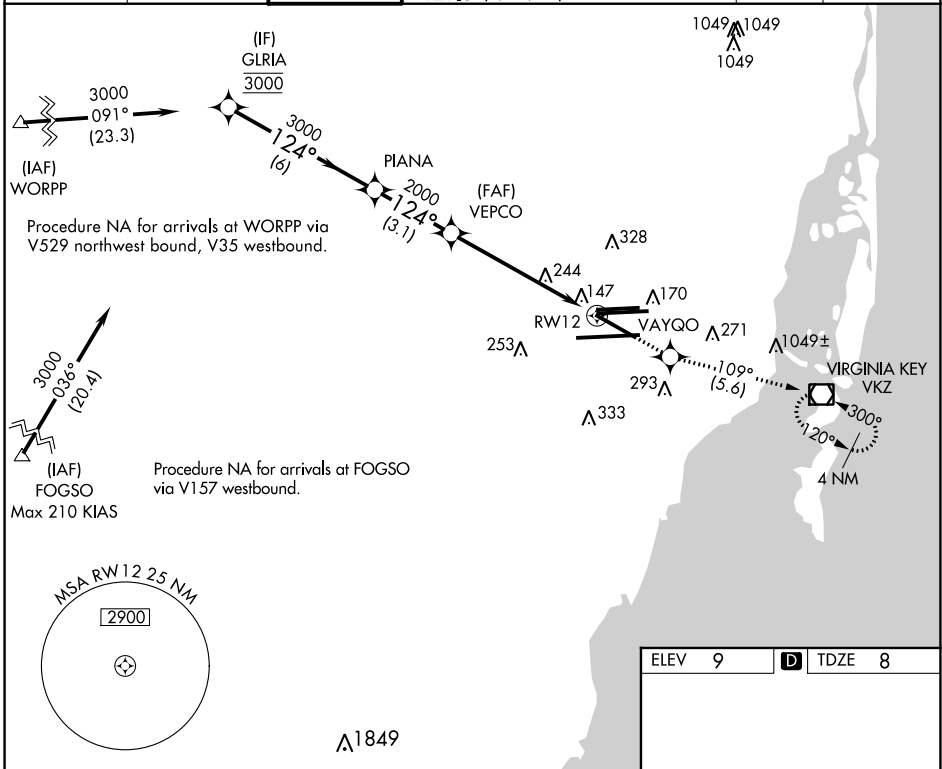 1049
1049
1049
(IF)
GLRIA
3000
3000
091°
(23.3)
(IAF)
WORPP
3000
124°
(6)
PIANA
2000
124°
(3.1)
(FAF)
VEPCO
Procedure NA for arrivals at WORPP via
V529 northwest bound, V35 westbound.
328
244
147
170
RW12
VAYQO
271
253
1049±
293
109°
(5.6)
VIRGINIA KEY
VKZ
333
300°
120°
4 NM
3000
036°
(20.4)
(IAF)
FOGSO
Max 210 KIAS
Procedure NA for arrivals at FOGSO
via V157 westbound.
MSA RW12 25 NM
2900
ELEV 9 D TDZE 8
1849